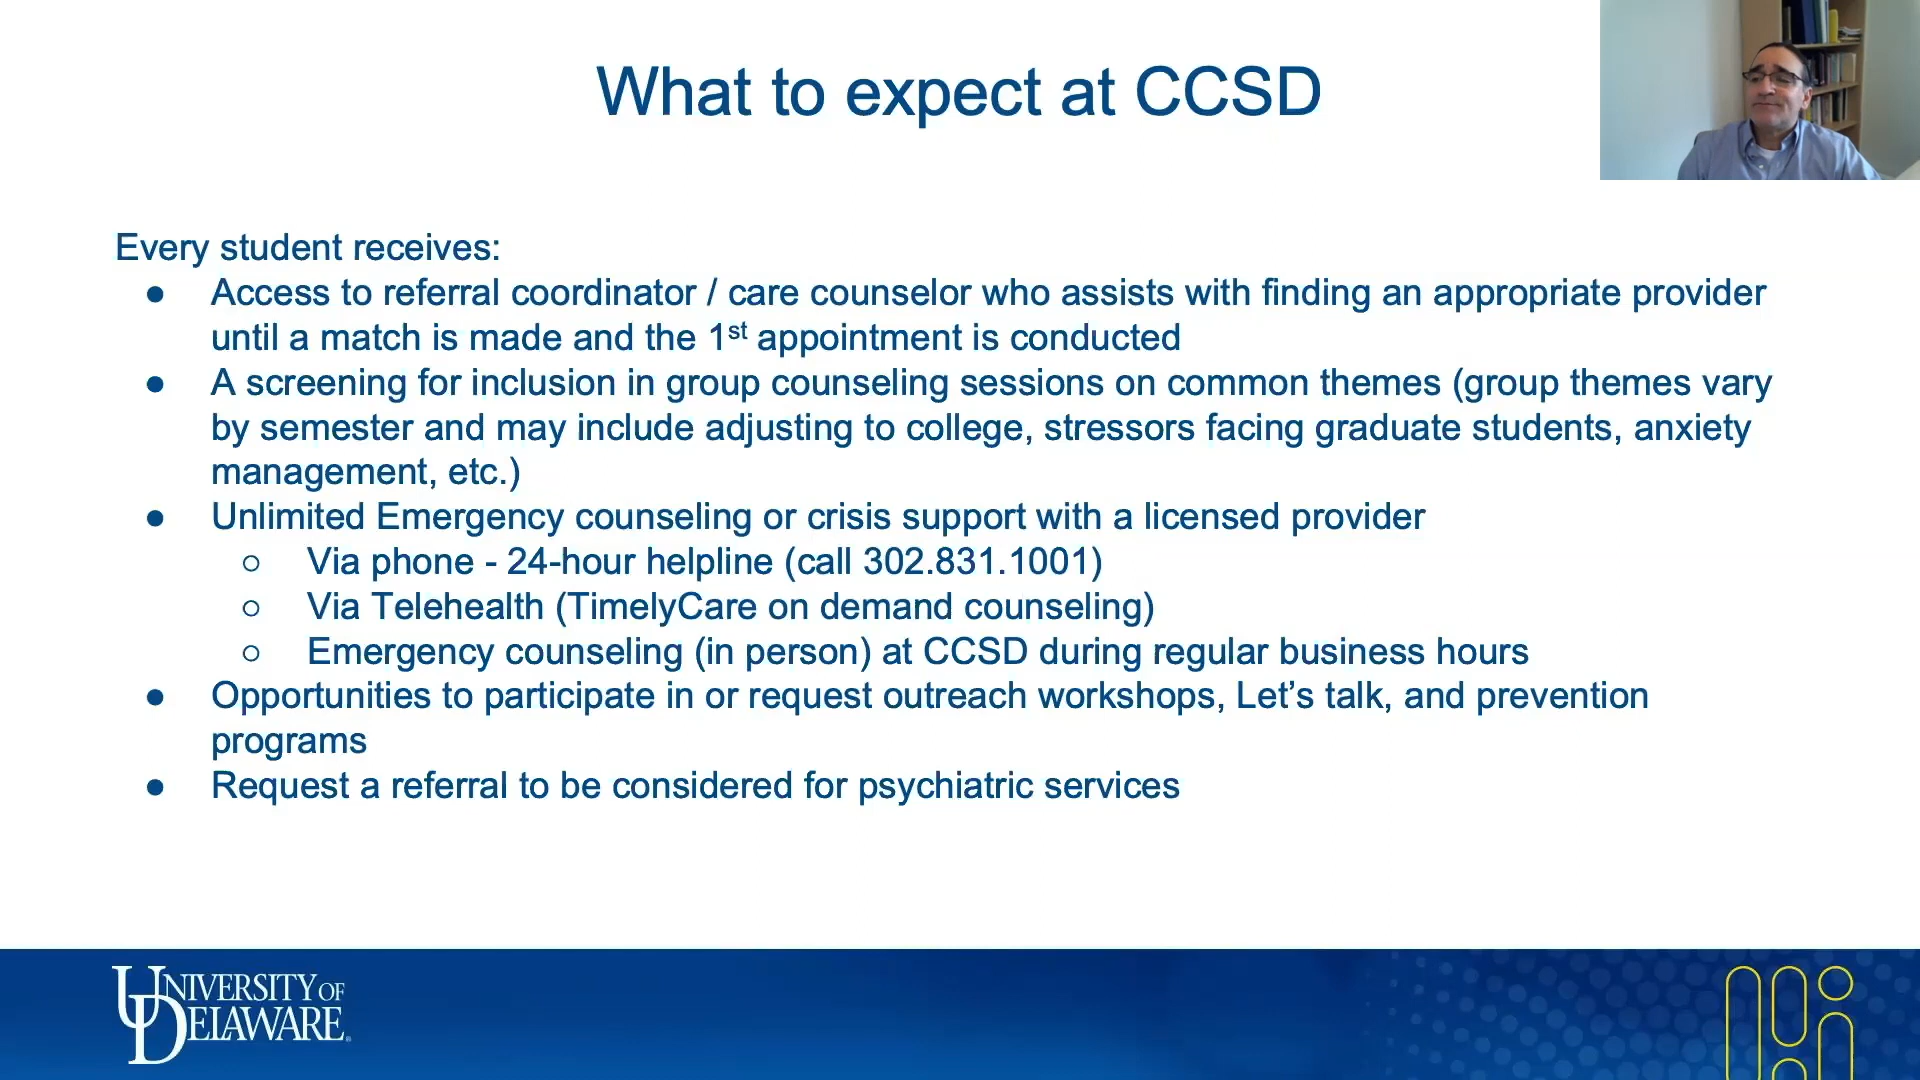 What to expect at CCSD
Every student receives:
● Access to referral coordinator / care counselor who assists with finding an appropriate provider
until a match is made and the 1st appointment is conducted
● A screening for inclusion in group counseling sessions on common themes (group themes vary
by semester and may include adjusting to college, stressors facing graduate students, anxiety
management, etc.)
● Unlimited Emergency counseling or crisis support with a licensed provider
○ Via phone - 24-hour helpline (call 302.831.1001)
○ Via Telehealth (TimelyCare on demand counseling)
○ Emergency counseling (in person) at CCSD during regular business hours
● Opportunities to participate in or request outreach workshops, Let’s talk, and prevention
programs
● Request a referral to be considered for psychiatric services
UNIVERSITY OF
DELAWARE®